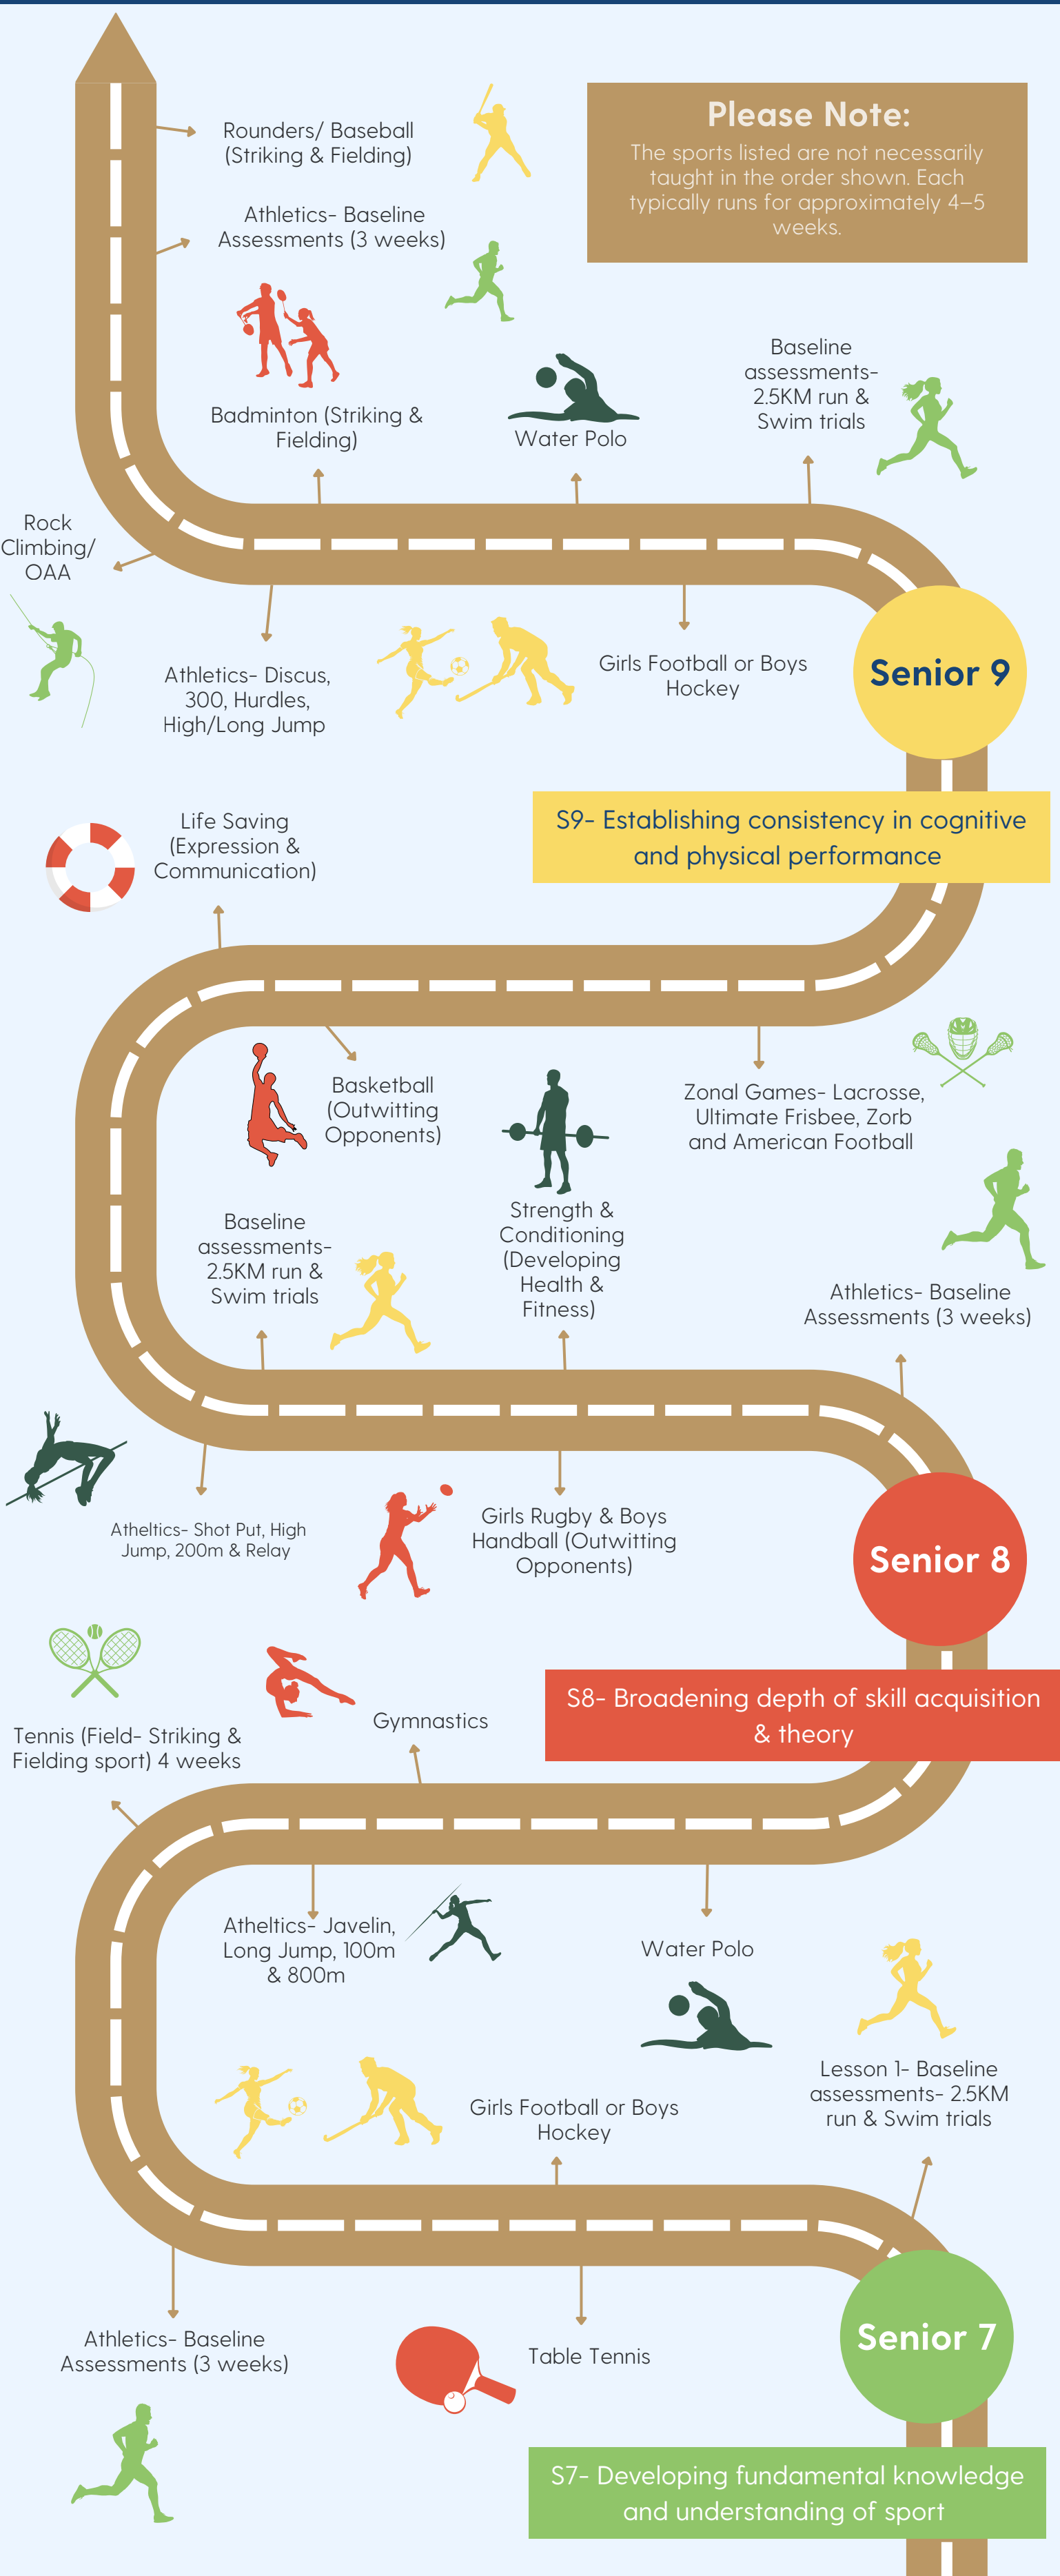 Rounders/ Baseball
(Striking & Fielding)
Please Note:
The sports listed are not necessarily
taught in the order shown. Each
typically runs for approximately 4–5
weeks.
Athletics- Baseline
Assessments (3 weeks)
Badminton (Striking &
Fielding)
Water Polo
Baseline
assessments-
2.5KM run &
Swim trials
Rock
Climbing/
OAA
Athletics- Discus,
300, Hurdles,
High/Long Jump
Girls Football or Boys
Hockey
Senior 9
S9- Establishing consistency in cognitive
and physical performance
Life Saving
(Expression &
Communication)
Basketball
(Outwitting
Opponents)
Zonal Games- Lacrosse,
Ultimate Frisbee, Zorb
and American Football
Baseline
assessments-
2.5KM run &
Swim trials
Strength &
Conditioning
(Developing
Health &
Fitness)
Athletics- Baseline
Assessments (3 weeks)
Atheltics- Shot Put, High
Jump, 200m & Relay
Girls Rugby & Boys
Handball (Outwitting
Opponents)
Senior 8
S8- Broadening depth of skill acquisition
& theory
Gymnastics
Tennis (Field- Striking &
Fielding sport) 4 weeks
Atheltics- Javelin,
Long Jump, 100m
& 800m
Water Polo
Lesson 1- Baseline
assessments- 2.5KM
run & Swim trials
Girls Football or Boys
Hockey
Senior 7
Athletics- Baseline
Assessments (3 weeks)
Table Tennis
S7- Developing fundamental knowledge
and understanding of sport